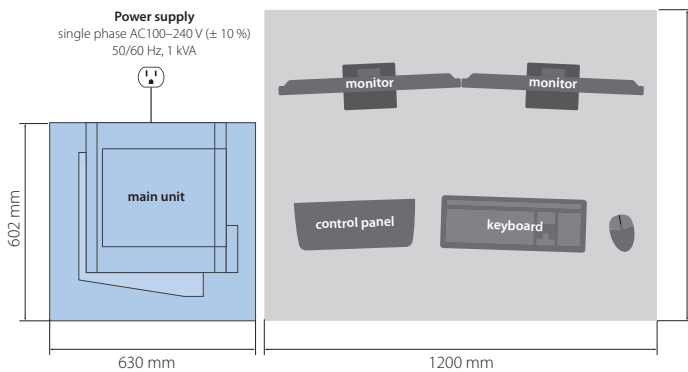 Power supply
single phase AC100–240 V (± 10 %)
50/60 Hz, 1 kVA
monitor
monitor
main unit
control panel
keyboard
602 mm
630 mm
1200 mm